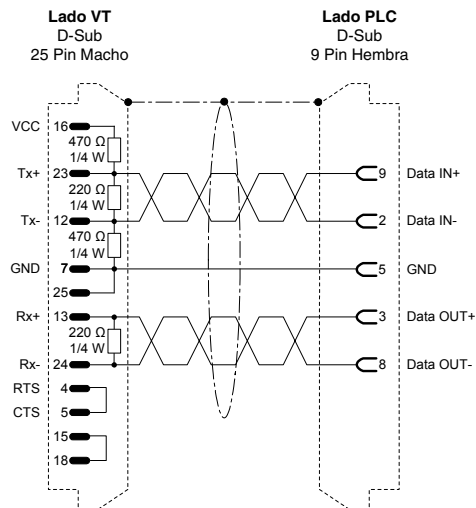 Lado VT
D-Sub
25 Pin Macho
Lado PLC
D-Sub
9 Pin Hembra
VCC 16
470 Ω
1/4 W
Tx+ 23
9 Data IN+
220 Ω
1/4 W
Tx- 12
2 Data IN-
470 Ω
1/4 W
GND 7
5 GND
25
Rx+ 13
3 Data OUT+
220 Ω
1/4 W
Rx- 24
8 Data OUT-
RTS 4
CTS 5
15
18